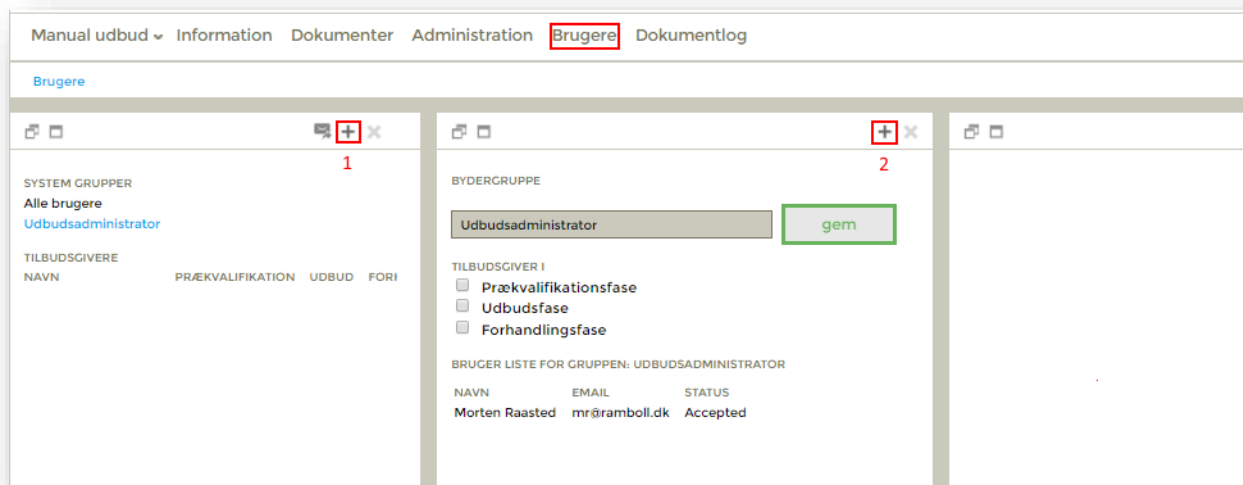 Manual udbud Information Dokumenter Administration Brugere Dokumentlog
Brugere
1
SYSTEM GRUPPER
Alle brugere
Udbudsadministrator
TILBUDSGIVERE
NAVN PRÆKVALIFIKATION UDBUD FORH
2
BYDERGRUPPE
Udbudsadministrator gem
TILBUDSGIVER I
Prækvalifikationsfase
Udbudsfase
Forhandlingsfase
BRUGER LISTE FOR GRUPPEN: UDBUDSADMINISTRATOR
NAVN EMAIL STATUS
Morten Raasted mr@ramboll.dk Accepted